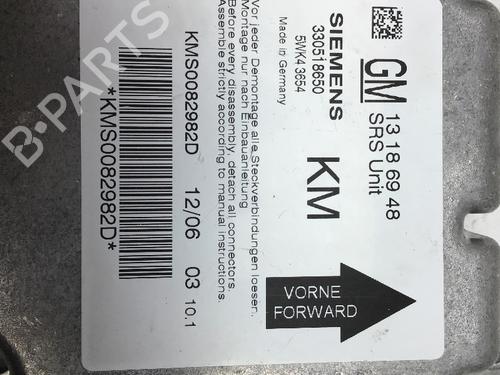 GM
13 18 69 48
SRS Unit
SIEMENS
330518650
5WK4 3654
Made in Germany
KM
Vor jeder Demontage alle Steckverbindungen loesen.
Montage nur nach Einbauanleitung
Before every disassembly, detach all connectors.
Assemble strictly according to manual instructions
KMS0082982D 12/06 03 10.1
*KMS0082982D*
VORNE
FORWARD
B-PARTS